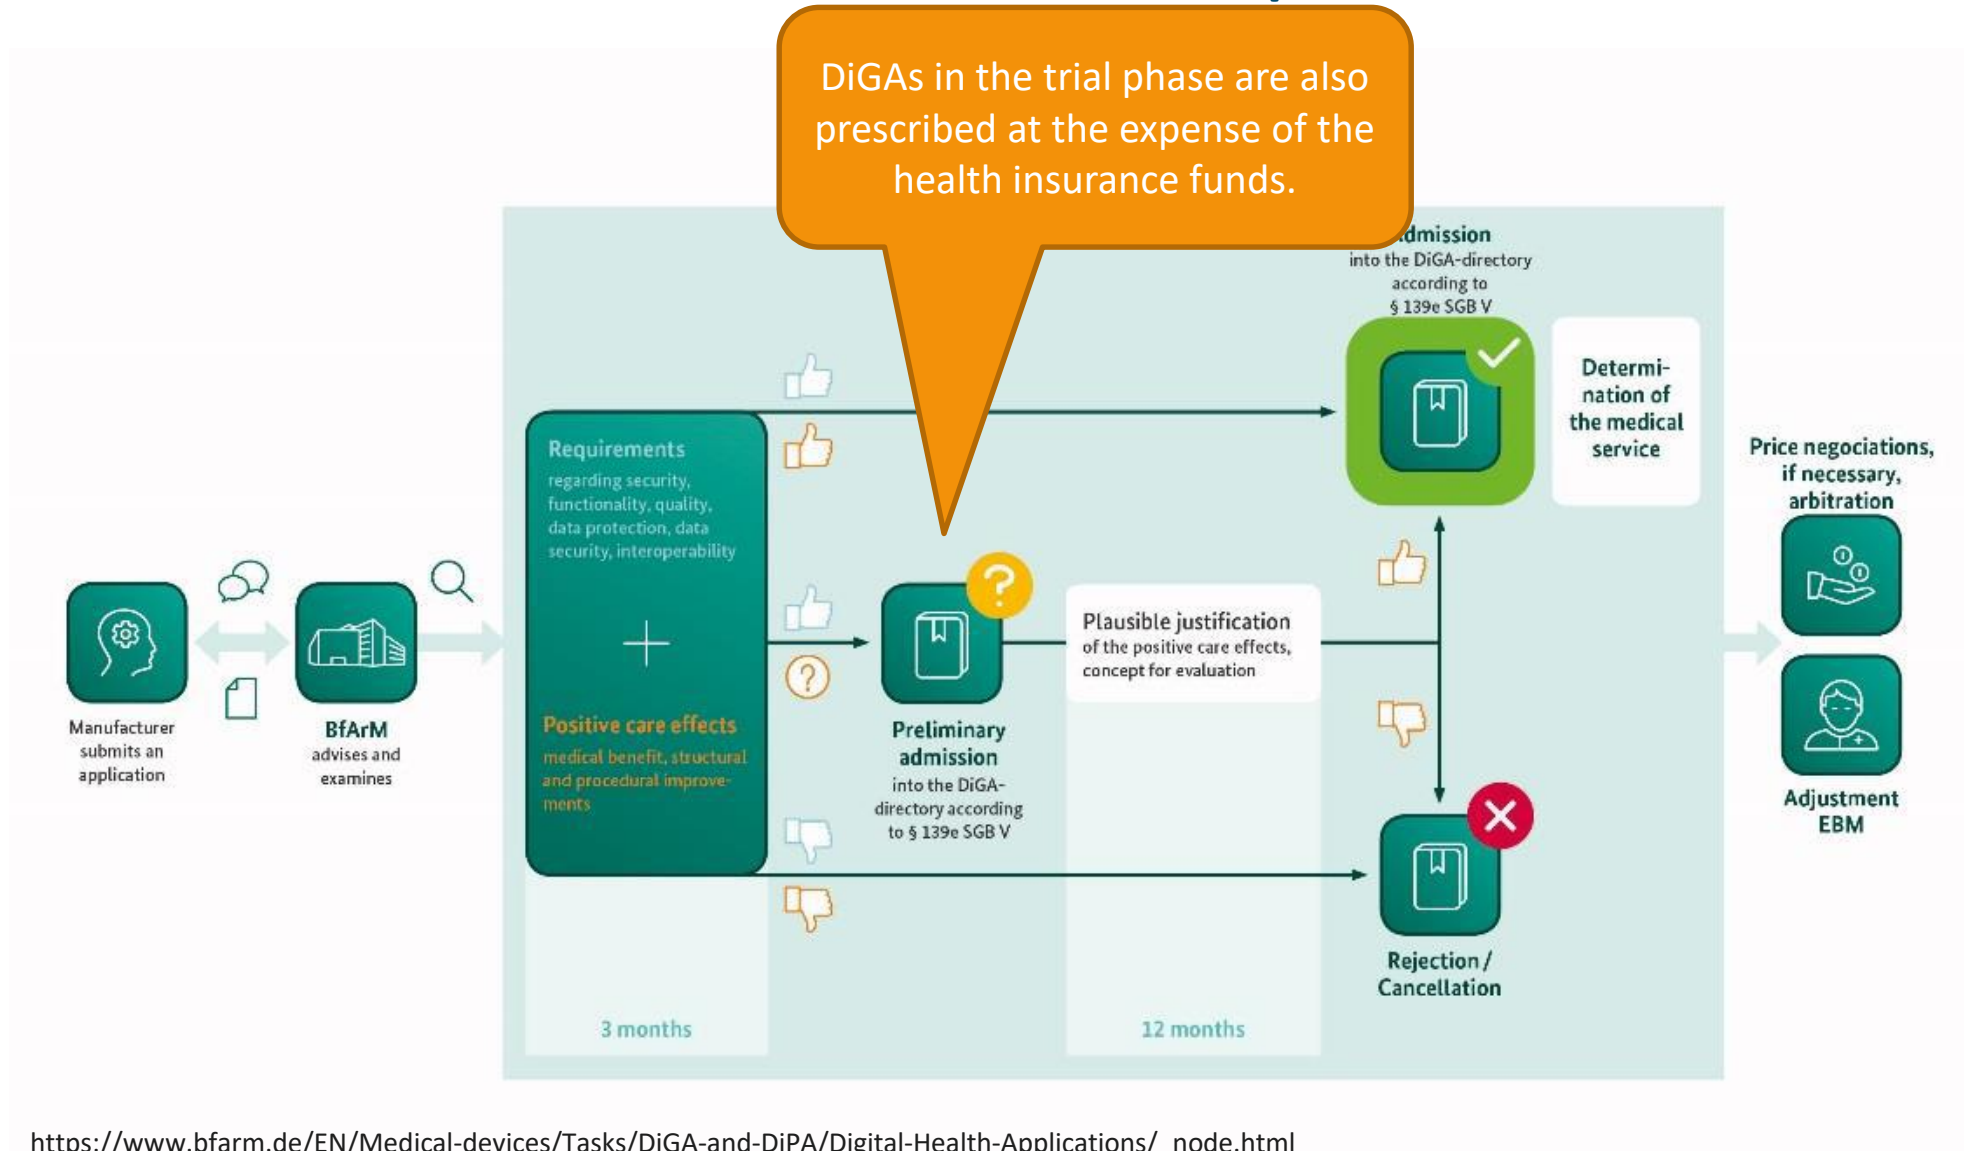 DiGAs in the trial phase are also
prescribed at the expense of the
health insurance funds.
dmission
into the DiGA-directory
according to
§ 139e SGB V
Determi-
nation of
the medical
service
Requirements
regarding security,
functionality, quality,
data protection, data
security, interoperability
Positive care effects
medical benefit, structural
and procedural improve-
ments
3 months
Manufacturer
submits an
application
BfArM
advises and
examines
?
?
Preliminary
admission
into the DiGA-
directory according
to § 139e SGB V
Plausible justification
of the positive care effects,
concept for evaluation
12 months
Rejection /
Cancellation
Price negociations,
if necessary,
arbitration
Adjustment
EBM
https://www.bfarm.de/EN/Medical-devices/Tasks/DiGA-and-DiPA/Digital-Health-Applications/_node.html